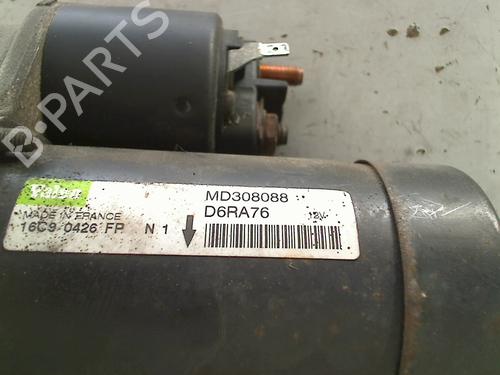 B-PARTS
Valeo
MD308088
MADE IN FRANCE
D6RA76 12V
16C9 0426 FP N 1